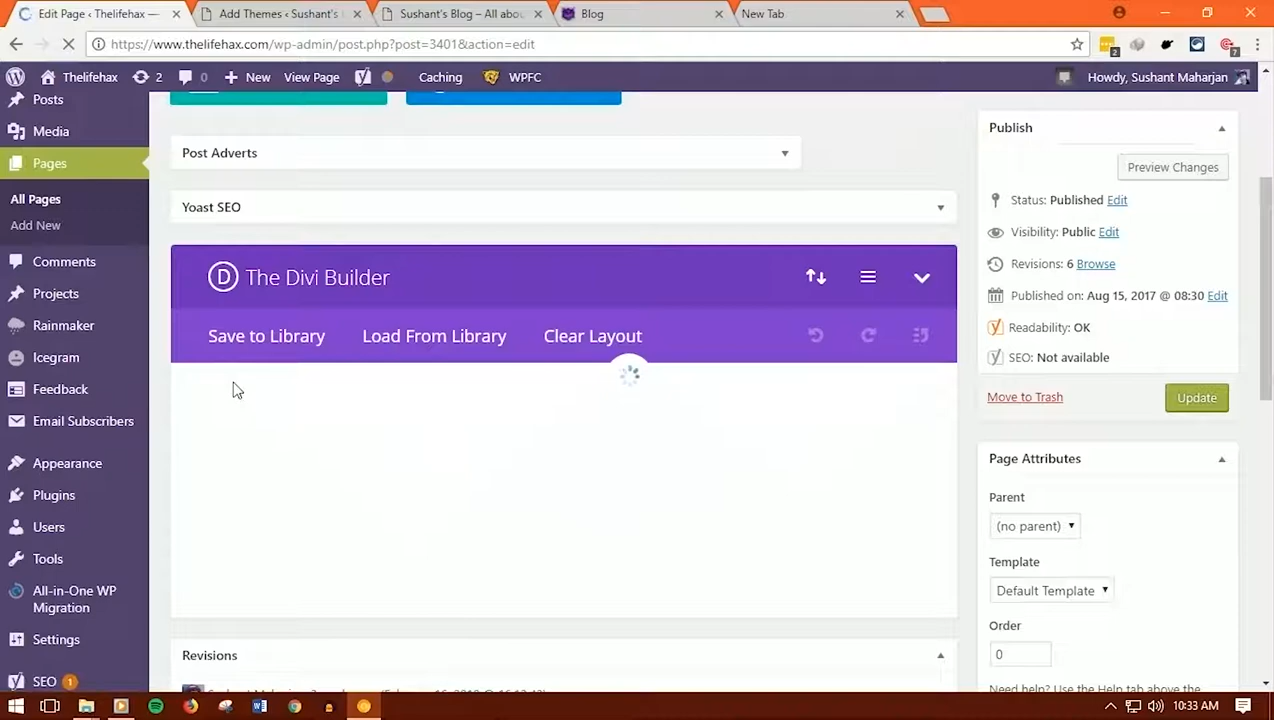 Edit Page ‹ Thelifehax —
Add Themes ‹ Sushant's
Sushant's Blog – All abou
Blog
New Tab
https://www.thelifehax.com/wp-admin/post.php?post=3401&action=edit
2
7
Thelifehax
2
0
New
View Page
Caching
WPFC
Howdy, Sushant Maharjan
Posts
Media
Pages
All Pages
Add New
Comments
Projects
Rainmaker
Icegram
Feedback
Email Subscribers
Appearance
Plugins
Users
Tools
All-in-One WP
Migration
Settings
SEO 1
Post Adverts
Yoast SEO
D The Divi Builder
Save to Library
Load From Library
Clear Layout
Revisions
Publish
Preview Changes
Status: Published Edit
Visibility: Public Edit
Revisions: 6 Browse
Published on: Aug 15, 2017 @ 08:30 Edit
Readability: OK
SEO: Not available
Move to Trash
Update
Page Attributes
Parent
(no parent)
Template
Default Template
Order
0
Need help? Use the Help tab above the
10:33 AM